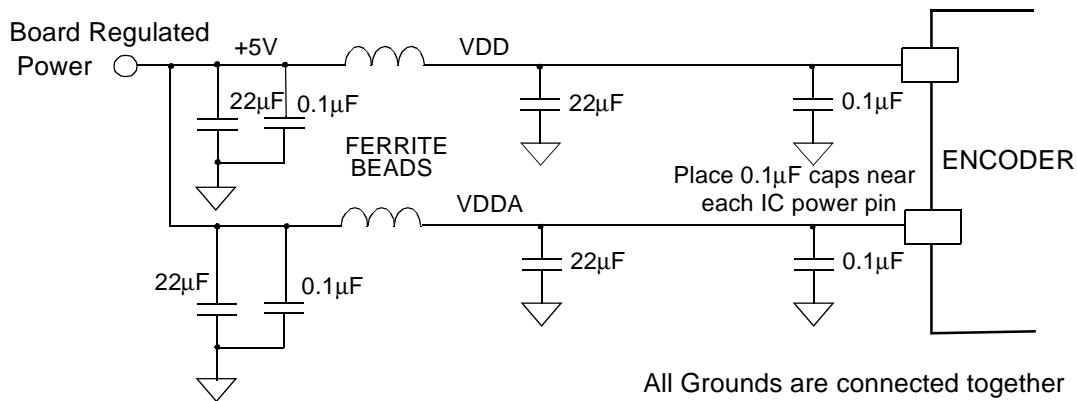 Board Regulated
Power
+5V
VDD
22μF
0.1μF
22μF
0.1μF
FERRITE
BEADS
ENCODER
Place 0.1μF caps near
each IC power pin
VDDA
22μF
0.1μF
22μF
0.1μF
All Grounds are connected together